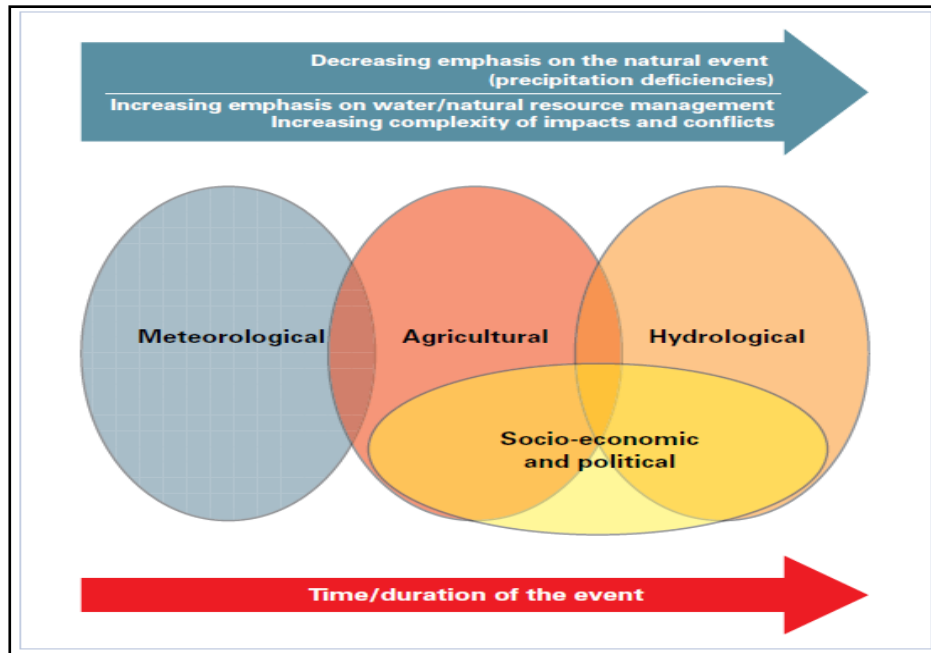 Decreasing emphasis on the natural event
(precipitation deficiencies)
Increasing emphasis on water/natural resource management
Increasing complexity of impacts and conflicts
Meteorological
Agricultural
Hydrological
Socio-economic
and political
Time/duration of the event